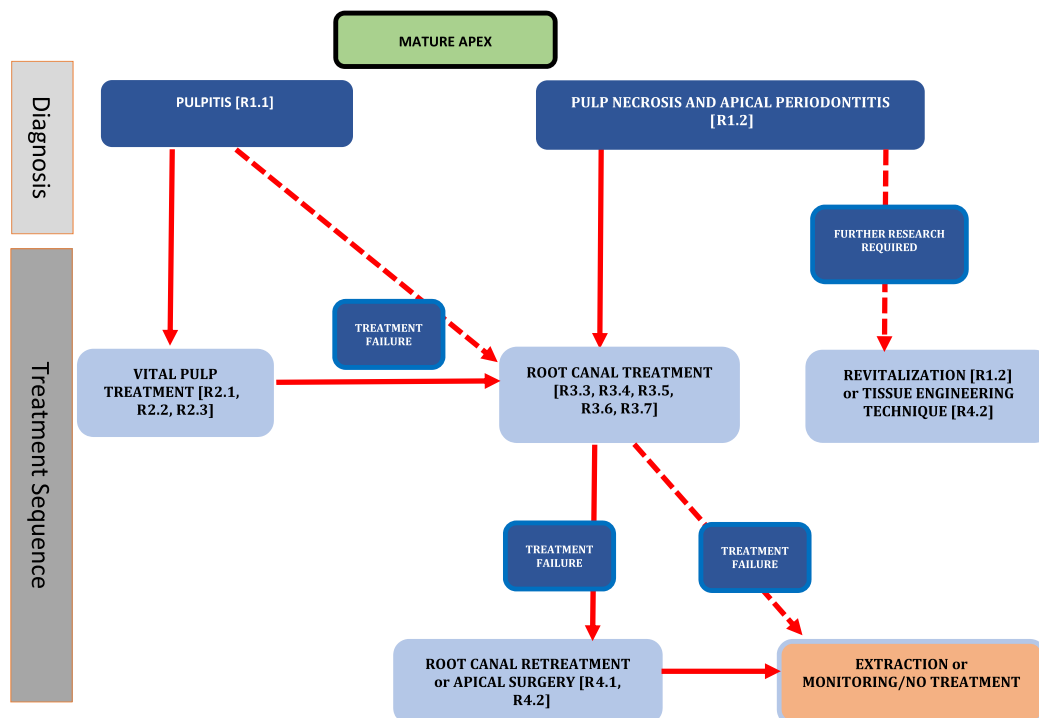 MATURE APEX
Diagnosis
PULPITIS [R1.1]
PULP NECROSIS AND APICAL PERIODONTITIS
[R1.2]
FURTHER RESEARCH
REQUIRED
Treatment Sequence
TREATMENT
FAILURE
VITAL PULP
TREATMENT [R2.1,
R2.2, R2.3]
ROOT CANAL TREATMENT
[R3.3, R3.4, R3.5,
R3.6, R3.7]
REVITALIZATION [R1.2]
or TISSUE ENGINEERING
TECHNIQUE [R4.2]
TREATMENT
FAILURE
TREATMENT
FAILURE
ROOT CANAL RETREATMENT
or APICAL SURGERY [R4.1,
R4.2]
EXTRACTION or
MONITORING/NO TREATMENT